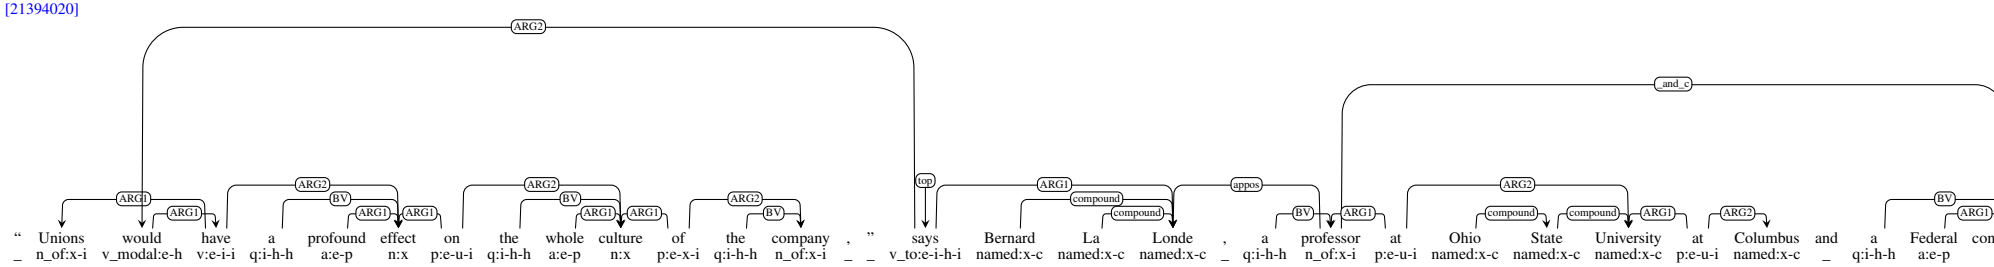 [21394020]
ARG2
_and_c
top
ARG2 ARG2 ARG2 ARG1 appos ARG2
ARG1 BV BV ARG2 compound BV
ARG1 ARG1 ARG1 ARG1 ARG1 BV compound BV ARG1 compound compound ARG1 ARG2 ARG1
“ Unions would have a profound effect on the whole culture of the company , ” says Bernard La Londe , a professor at Ohio State University at Columbus and a Federal con
_ n_of:x-i v_modal:e-h v:e-i-i q:i-h-h a:e-p n:x p:e-u-i q:i-h-h a:e-p n:x p:e-x-i q:i-h-h n_of:x-i _ _ v_to:e-i-h-i named:x-c named:x-c named:x-c _ q:i-h-h n_of:x-i p:e-u-i named:x-c named:x-c named:x-c p:e-u-i named:x-c _ q:i-h-h a:e-p